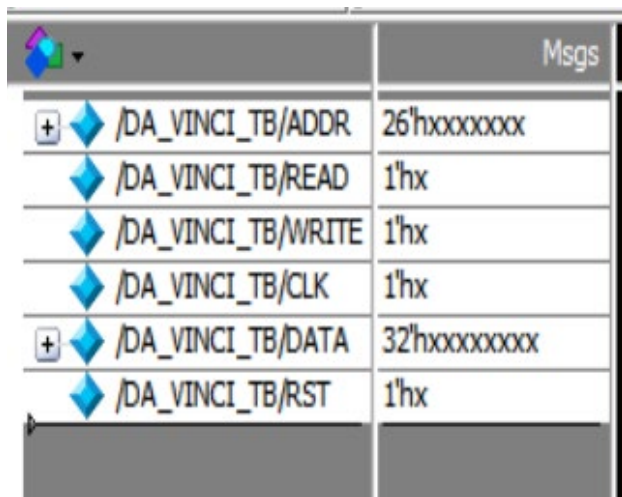 Msgs
/DA_VINCI_TB/ADDR 26'hxxxxxxx
/DA_VINCI_TB/READ 1'hx
/DA_VINCI_TB/WRITE 1'hx
/DA_VINCI_TB/CLK 1'hx
/DA_VINCI_TB/DATA 32'hxxxxxxxx
/DA_VINCI_TB/RST 1'hx